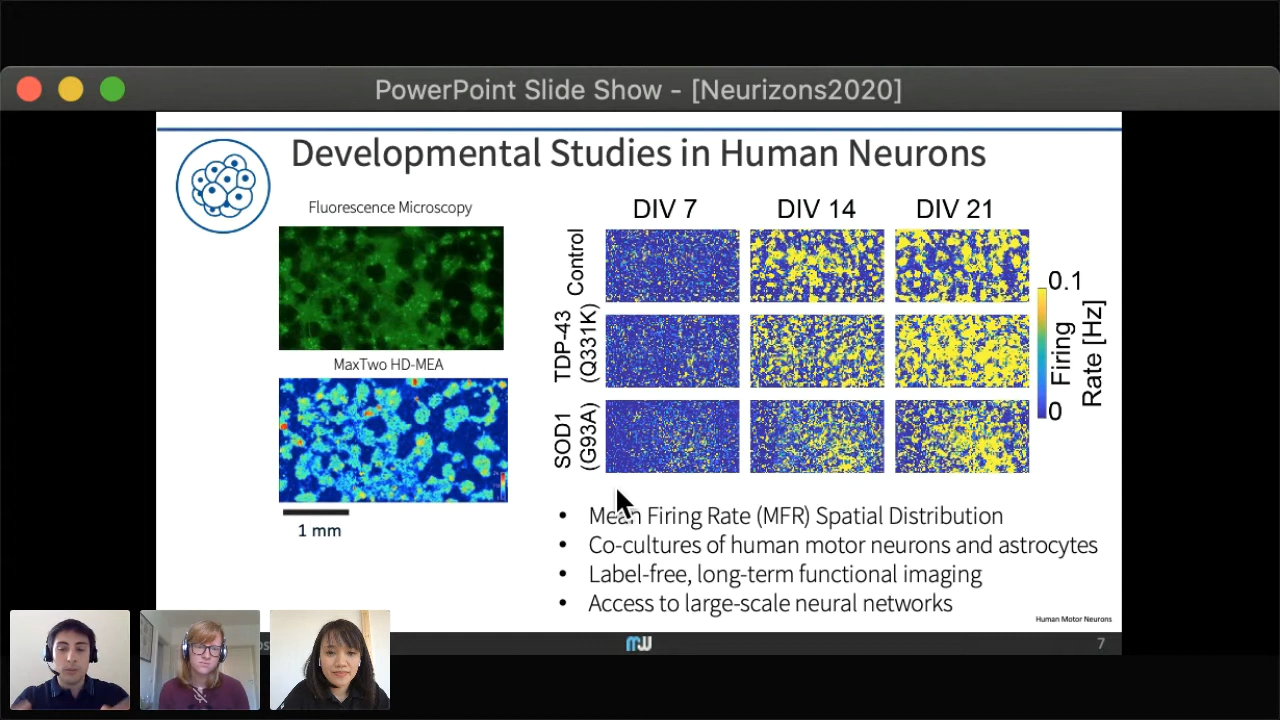 PowerPoint Slide Show - [Neurizons2020]
Developmental Studies in Human Neurons
Fluorescence Microscopy
MaxTwo HD-MEA
1 mm
DIV 7 DIV 14 DIV 21
Control
TDP-43
(Q331K)
SOD1
(G93A)
0.1
0
Firing
Rate [Hz]
• Mean Firing Rate (MFR) Spatial Distribution
• Co-cultures of human motor neurons and astrocytes
• Label-free, long-term functional imaging
• Access to large-scale neural networks
Human Motor Neurons
7